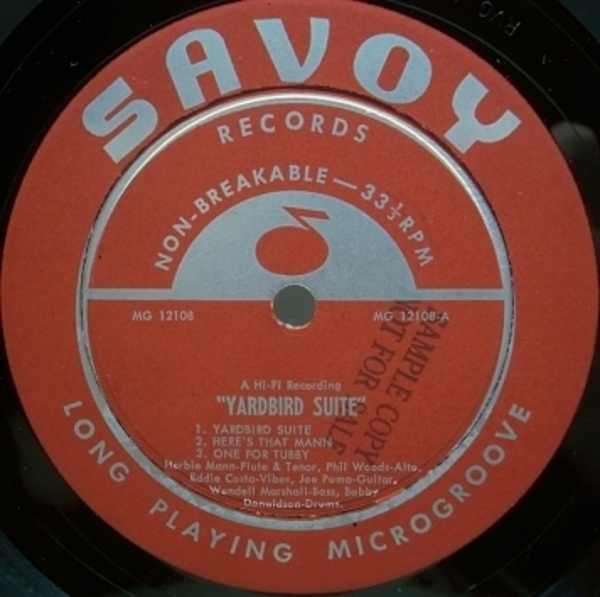 SAVOY
RECORDS
NON-BREAKABLE—33⅓RPM
MG 12108
MG 12108-A
SAMPLE COPY
NOT FOR SALE
A Hi-Fi Recording
"YARDBIRD SUITE"
1. YARDBIRD SUITE
2. HERE'S THAT MANN
3. ONE FOR TUBBY
Herbie Mann-Flute & Tenor, Phil Woods-Alto,
Eddie Costa-Vibes, Joe Puma-Guitar,
Wendell Marshall-Bass, Bobby
Donaldson-Drums.
LONG PLAYING MICROGROOVE
RVG